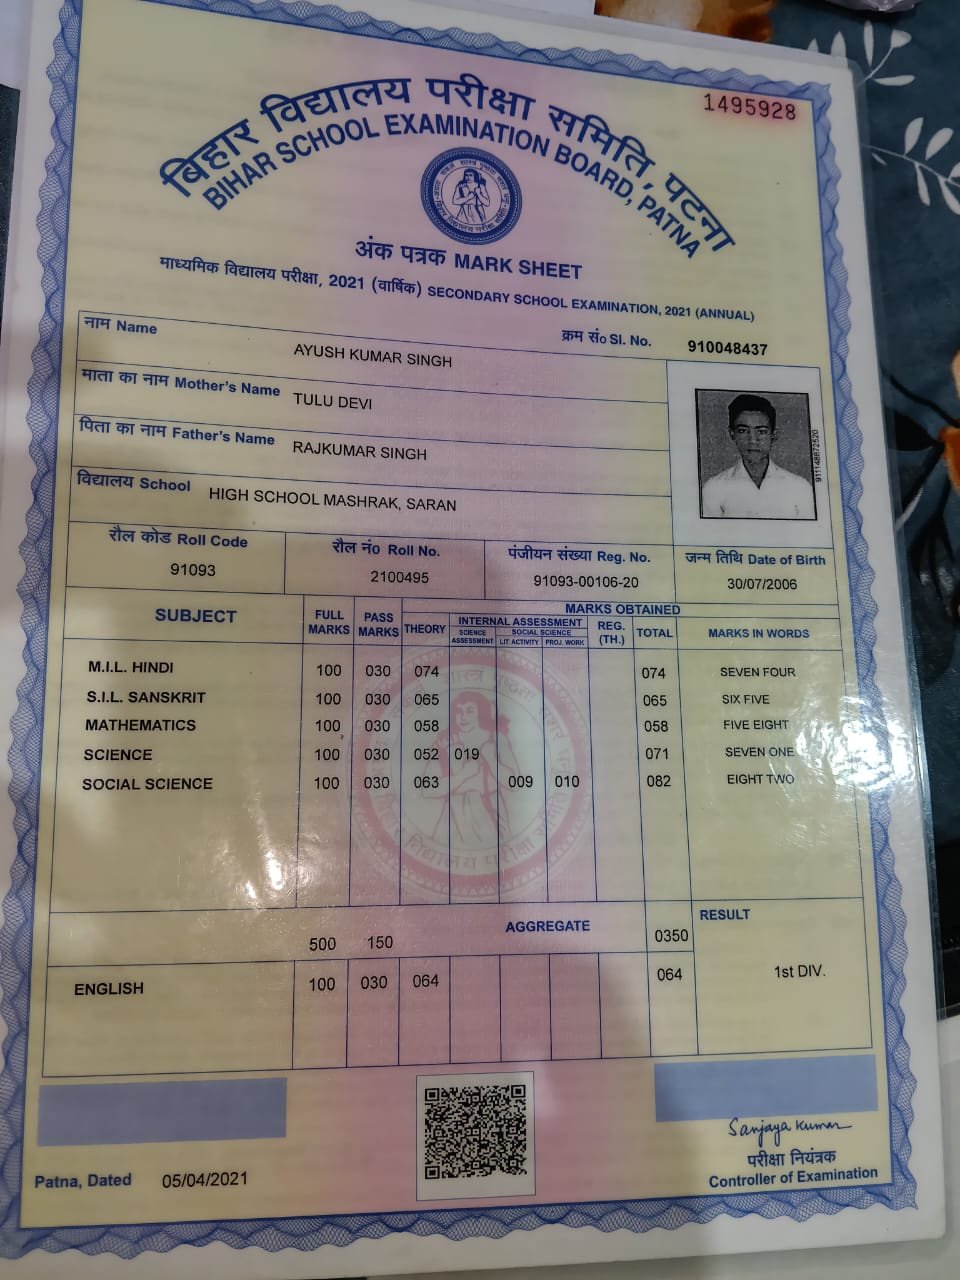 1495928
बिहार विद्यालय परीक्षा समिति, पटना
BIHAR SCHOOL EXAMINATION BOARD, PATNA
अंक पत्रक MARK SHEET
माध्यमिक विद्यालय परीक्षा, 2021 (वार्षिक) SECONDARY SCHOOL EXAMINATION, 2021 (ANNUAL)
क्रम सं० Sl. No. 910048437
नाम Name AYUSH KUMAR SINGH
माता का नाम Mother's Name TULU DEVI
पिता का नाम Father's Name RAJKUMAR SINGH
विद्यालय School HIGH SCHOOL MASHRAK, SARAN
911148872520
रौल कोड Roll Code रौल नं० Roll No. पंजीयन संख्या Reg. No. जन्म तिथि Date of Birth
91093 2100495 91093-00106-20 30/07/2006
SUBJECT FULL MARKS PASS MARKS MARKS OBTAINED
THEORY INTERNAL ASSESSMENT REG. (TH.) TOTAL MARKS IN WORDS
SCIENCE ASSESSMENT SOCIAL SCIENCE
LIT ACTIVITY PROJ. WORK
M.I.L. HINDI 100 030 074 074 SEVEN FOUR
S.I.L. SANSKRIT 100 030 065 065 SIX FIVE
MATHEMATICS 100 030 058 058 FIVE EIGHT
SCIENCE 100 030 052 019 071 SEVEN ONE
SOCIAL SCIENCE 100 030 063 009 010 082 EIGHT TWO
500 150 AGGREGATE 0350 RESULT
1st DIV.
ENGLISH 100 030 064 064
Sanjaya Kumar
परीक्षा नियंत्रक
Controller of Examination
Patna, Dated 05/04/2021